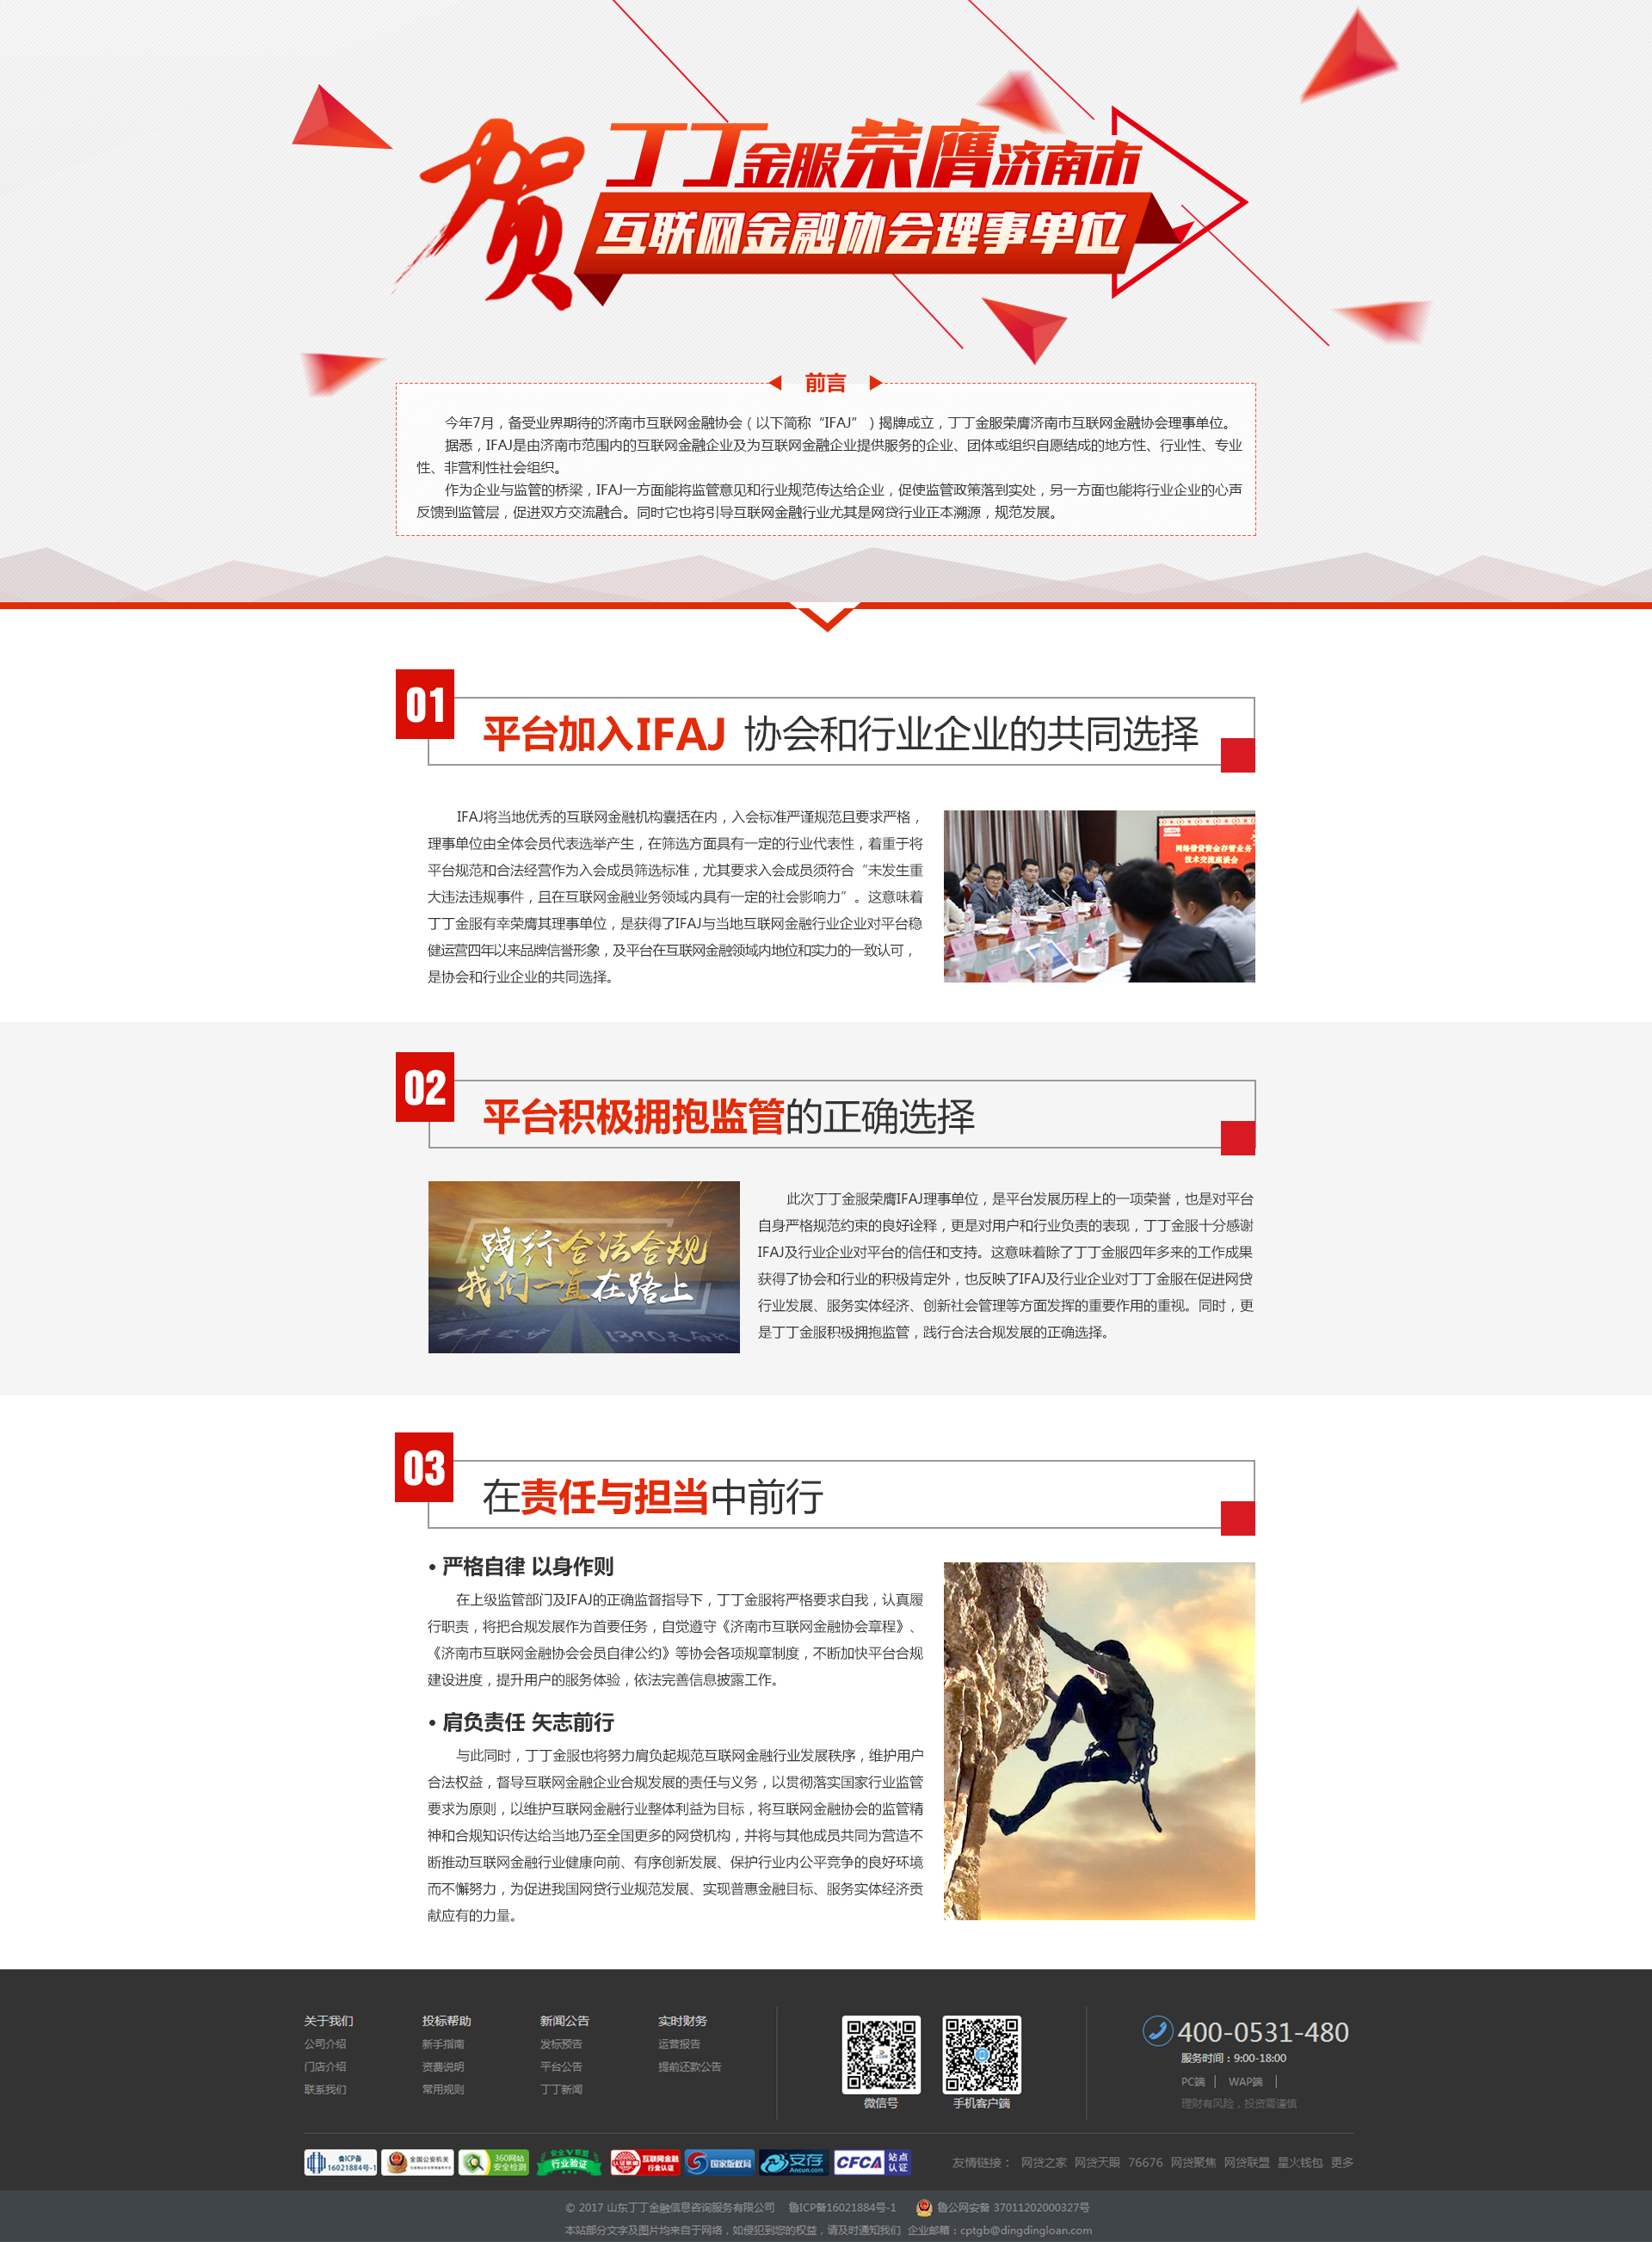 贺
丁丁金服荣膺济南市
互联网金融协会理事单位
前言
今年7月，备受业界期待的济南市互联网金融协会（以下简称“IFAJ”）揭牌成立，丁丁金服荣膺济南市互联网金融协会理事单位。
据悉，IFAJ是由济南市范围内的互联网金融企业及为互联网金融企业提供服务的企业、团体或组织自愿结成的地方性、行业性、专业
性、非营利性社会组织。
作为企业与监管的桥梁，IFAJ一方面能将监管意见和行业规范传达给企业，促使监管政策落到实处，另一方面也能将行业企业的心声
反馈到监管层，促进双方交流融合。同时它也将引导互联网金融行业尤其是网贷行业正本溯源，规范发展。
01
平台加入IFAJ 协会和行业企业的共同选择
IFAJ将当地优秀的互联网金融机构囊括在内，入会标准严谨规范且要求严格，
理事单位由全体会员代表选举产生，在筛选方面具有一定的行业代表性，着重于将
平台规范和合法经营作为入会成员筛选标准，尤其要求入会成员须符合“未发生重
大违法违规事件，且在互联网金融业务领域内具有一定的社会影响力”。这意味着
丁丁金服有幸荣膺其理事单位，是获得了IFAJ与当地互联网金融行业企业对平台稳
健运营四年以来品牌信誉形象，及平台在互联网金融领域内地位和实力的一致认可，
是协会和行业企业的共同选择。
网络借贷资金存管业务
技术交流座谈会
02
平台积极拥抱监管的正确选择
践行合法合规
我们一直在路上
此次丁丁金服荣膺IFAJ理事单位，是平台发展历程上的一项荣誉，也是对平台
自身严格规范约束的良好诠释，更是对用户和行业负责的表现，丁丁金服十分感谢
IFAJ及行业企业对平台的信任和支持。这意味着除了丁丁金服四年多来的工作成果
获得了协会和行业的积极肯定外，也反映了IFAJ及行业企业对丁丁金服在促进网贷
行业发展、服务实体经济、创新社会管理等方面发挥的重要作用的重视。同时，更
是丁丁金服积极拥抱监管，践行合法合规发展的正确选择。
03
在责任与担当中前行
• 严格自律 以身作则
在上级监管部门及IFAJ的正确监督指导下，丁丁金服将严格要求自我，认真履
行职责，将把合规发展作为首要任务，自觉遵守《济南市互联网金融协会章程》、
《济南市互联网金融协会会员自律公约》等协会各项规章制度，不断加快平台合规
建设进度，提升用户的服务体验，依法完善信息披露工作。
• 肩负责任 矢志前行
与此同时，丁丁金服也将努力肩负起规范互联网金融行业发展秩序，维护用户
合法权益，督导互联网金融企业合规发展的责任与义务，以贯彻落实国家行业监管
要求为原则，以维护互联网金融行业整体利益为目标，将互联网金融协会的监管精
神和合规知识传达给当地乃至全国更多的网贷机构，并将与其他成员共同为营造不
断推动互联网金融行业健康向前、有序创新发展、保护行业内公平竞争的良好环境
而不懈努力，为促进我国网贷行业规范发展、实现普惠金融目标、服务实体经济贡
献应有的力量。
关于我们 投标帮助 新闻公告 实时财务
公司介绍 新手指南 发标预告 运营报告
门店介绍 资费说明 平台公告 提前还款公告
联系我们 常用规则 丁丁新闻
微信号 手机客户端
400-0531-480
服务时间：9:00-18:00
PC端 | WAP端 |
理财有风险，投资需谨慎
鲁ICP备
16021884号-1
全国公安机关
360网站
安全检测
安全联盟
行业验证
互联网金融
行业认证
国家版权局
安存
Ancun.com
CFCA 站点
认证
友情链接： 网贷之家 网贷天眼 76676 网贷聚焦 网贷联盟 星火钱包 更多
© 2017 山东丁丁金融信息咨询服务有限公司 鲁ICP备16021884号-1 鲁公网安备 37011202000327号
本站部分文字及图片均来自于网络，如侵犯到您的权益，请及时通知我们 企业邮箱：cptgb@dingdingloan.com